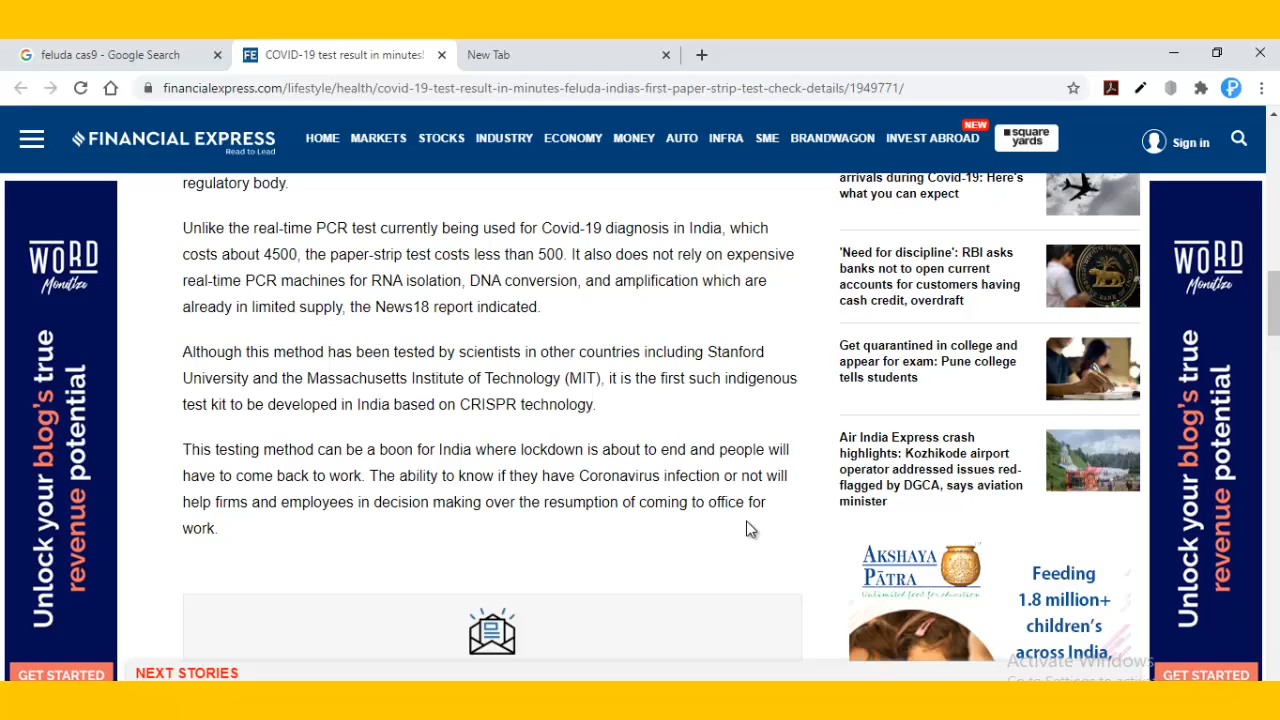 feluda cas9 - Google Search
COVID-19 test result in minutes!
New Tab
financialexpress.com/lifestyle/health/covid-19-test-result-in-minutes-feluda-indias-first-paper-strip-test-check-details/1949771/
FINANCIAL EXPRESS
Read to Lead
HOME MARKETS STOCKS INDUSTRY ECONOMY MONEY AUTO INFRA SME BRANDWAGON INVEST ABROAD
NEW
square
yards
Sign in
regulatory body.
Unlike the real-time PCR test currently being used for Covid-19 diagnosis in India, which
costs about 4500, the paper-strip test costs less than 500. It also does not rely on expensive
real-time PCR machines for RNA isolation, DNA conversion, and amplification which are
already in limited supply, the News18 report indicated.
Although this method has been tested by scientists in other countries including Stanford
University and the Massachusetts Institute of Technology (MIT), it is the first such indigenous
test kit to be developed in India based on CRISPR technology.
This testing method can be a boon for India where lockdown is about to end and people will
have to come back to work. The ability to know if they have Coronavirus infection or not will
help firms and employees in decision making over the resumption of coming to office for
work.
NEXT STORIES
arrivals during Covid-19: Here's
what you can expect
'Need for discipline': RBI asks
banks not to open current
accounts for customers having
cash credit, overdraft
Get quarantined in college and
appear for exam: Pune college
tells students
Air India Express crash
highlights: Kozhikode airport
operator addressed issues red-
flagged by DGCA, says aviation
minister
AKSHAYA
PĀTRA
Unlimited food for education
Feeding
1.8 million+
children's
across India,
Activate Windows
WORD
Monetize
Unlock your blog's true
revenue potential
GET STARTED
WORD
Monetize
Unlock your blog's true
revenue potential
GET STARTED